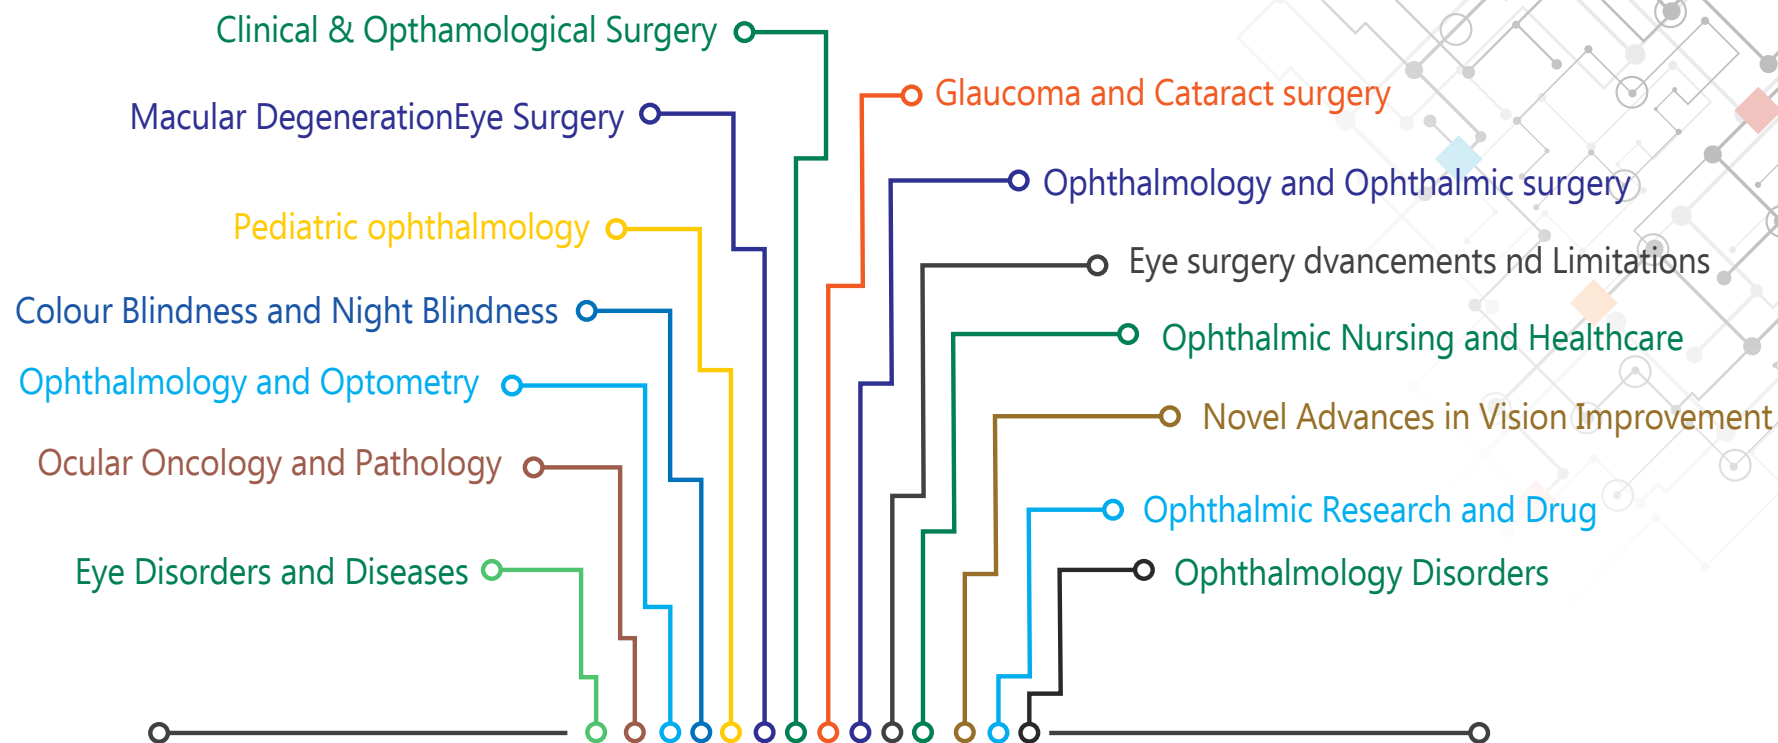 Clinical & Opthamological Surgery
Macular DegenerationEye Surgery
Pediatric ophthalmology
Colour Blindness and Night Blindness
Ophthalmology and Optometry
Ocular Oncology and Pathology
Eye Disorders and Diseases
Glaucoma and Cataract surgery
Ophthalmology and Ophthalmic surgery
Eye surgery dvancements nd Limitations
Ophthalmic Nursing and Healthcare
Novel Advances in Vision Improvement
Ophthalmic Research and Drug
Ophthalmology Disorders